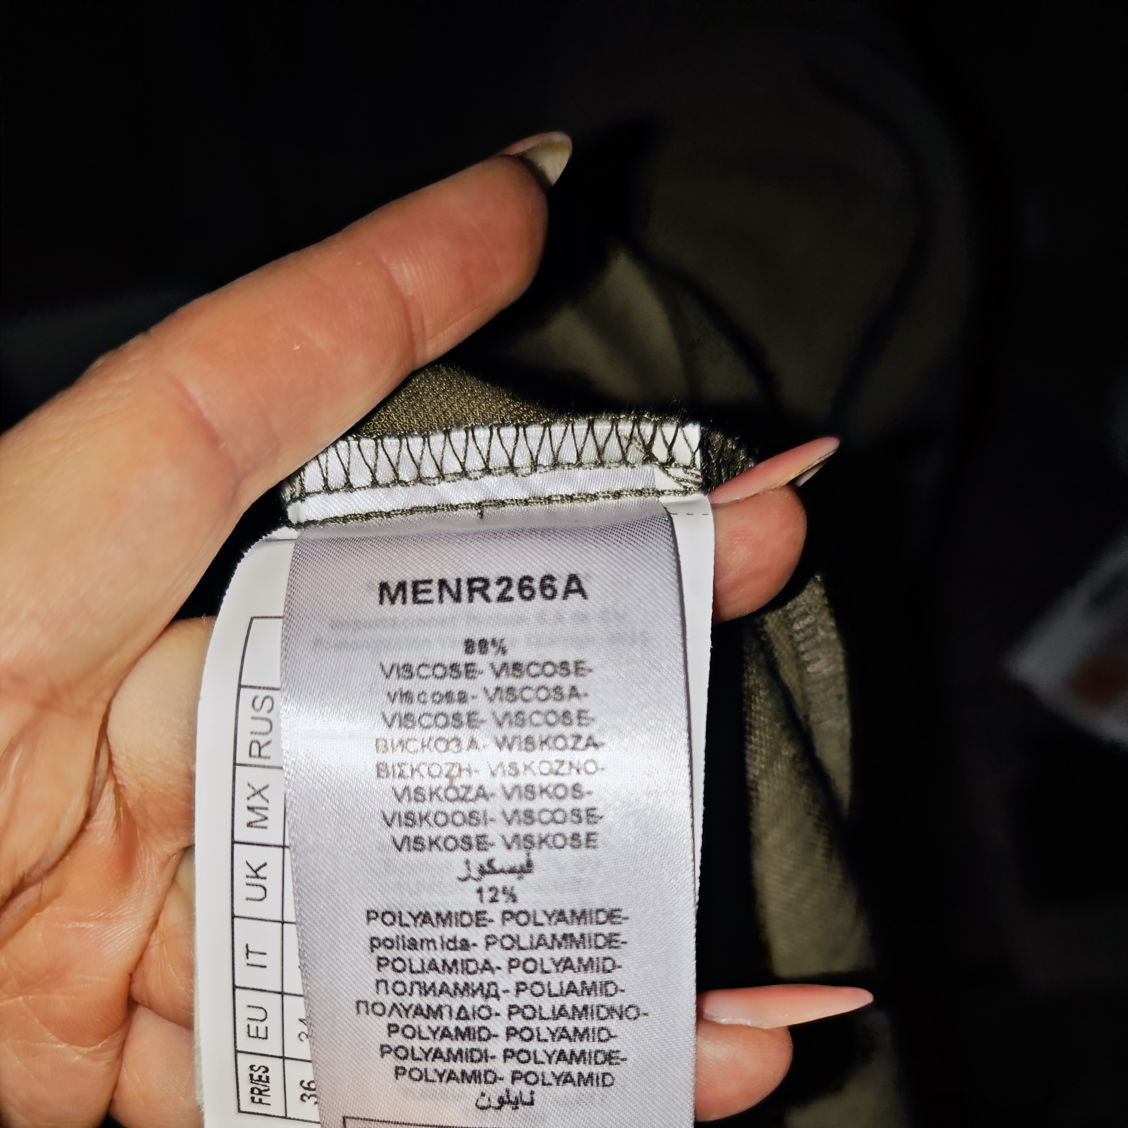 MENR266A
88%
VISCOSE- VISCOSE-
viscosa- VISCOSA-
VISCOSE- VISCOSE-
ВИСКОЗА- WISKOZA-
ΒΙΣΚΟΖΗ- VISKOZNO-
VISKÓZA- VISKOS-
VISKOOSI- VISCOSE-
VISKOSE- VISKOSE
فيسكوز
12%
POLYAMIDE- POLYAMIDE-
poliamida- POLIAMMIDE-
POLIAMIDA- POLYAMID-
ПОЛИАМИД- POLIAMID-
ΠΟΛΥΑΜΊΔΙΟ- POLIAMIDNO-
POLYAMID- POLYAMID-
POLYAMIDI- POLYAMIDE-
POLYAMID- POLYAMID
نايلون
FR/ES EU IT UK MX RUS
36